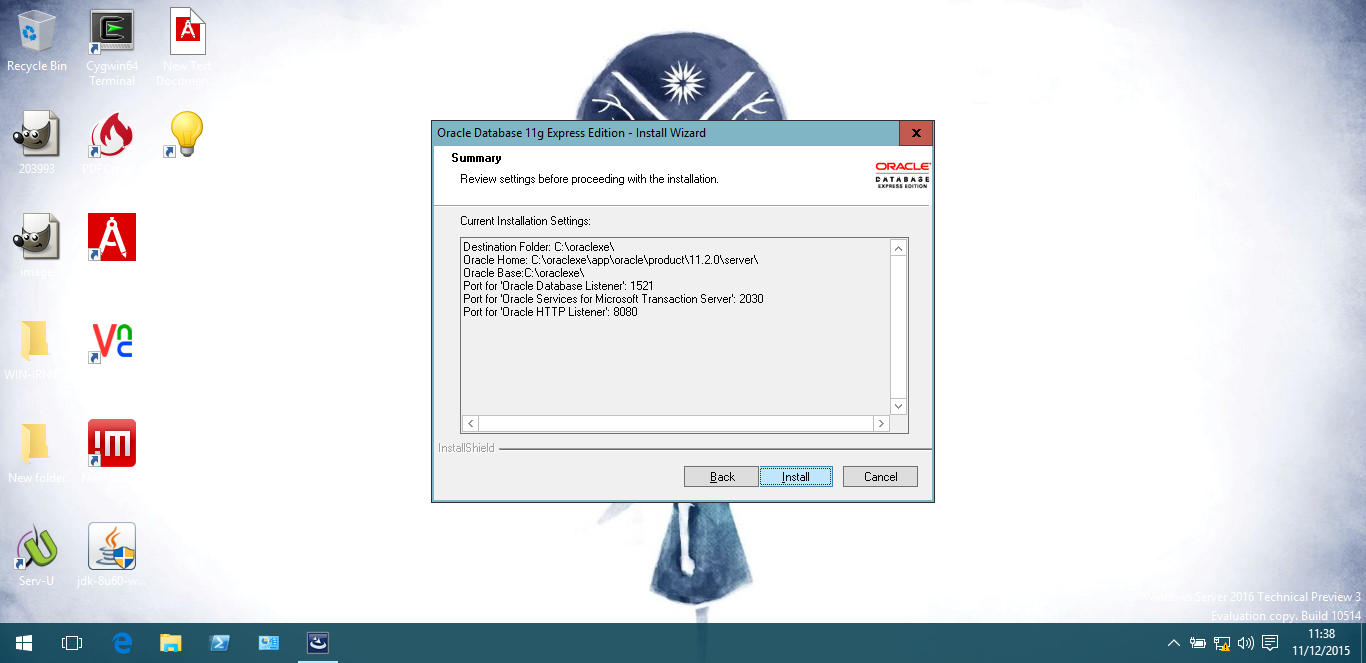 Recycle Bin
Cygwin64
Terminal
New Text
Documen...
203993
Oracle Database 11g Express Edition - Install Wizard
Summary
Review settings before proceeding with the installation.
ORACLE
DATABASE
EXPRESS EDITION
Current Installation Settings:
Destination Folder: C:\oraclexe\
Oracle Home: C:\oraclexe\app\oracle\product\11.2.0\server\
Oracle Base:C:\oraclexe\
Port for 'Oracle Database Listener': 1521
Port for 'Oracle Services for Microsoft Transaction Server': 2030
Port for 'Oracle HTTP Listener': 8080
InstallShield
Back
Install
Cancel
images
New folder
Serv-U
jdk-8u60-w...
Server 2016 Technical Preview 3
Evaluation copy. Build 10514
11:38
11/12/2015